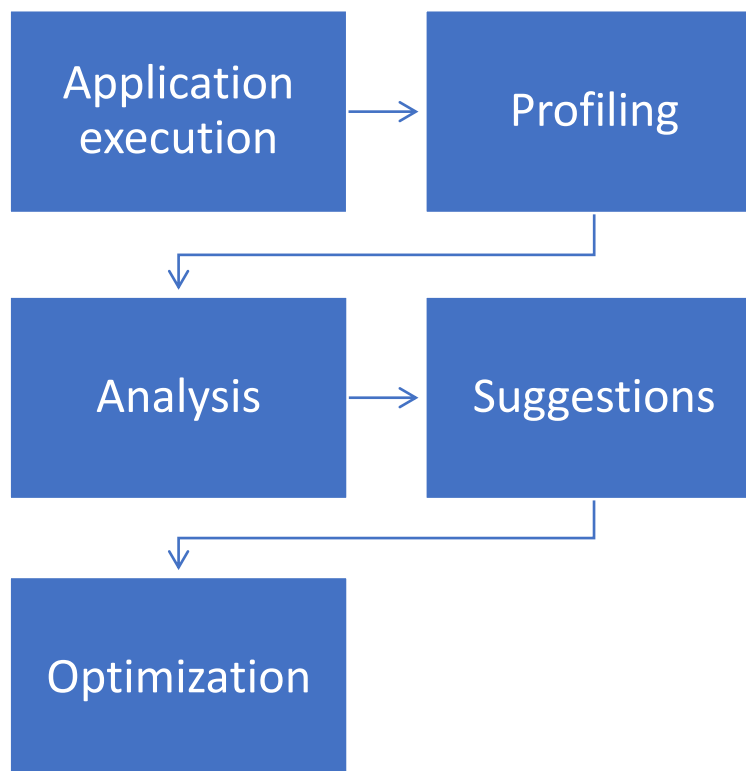 Application
execution
Profiling
Analysis
Suggestions
Optimization